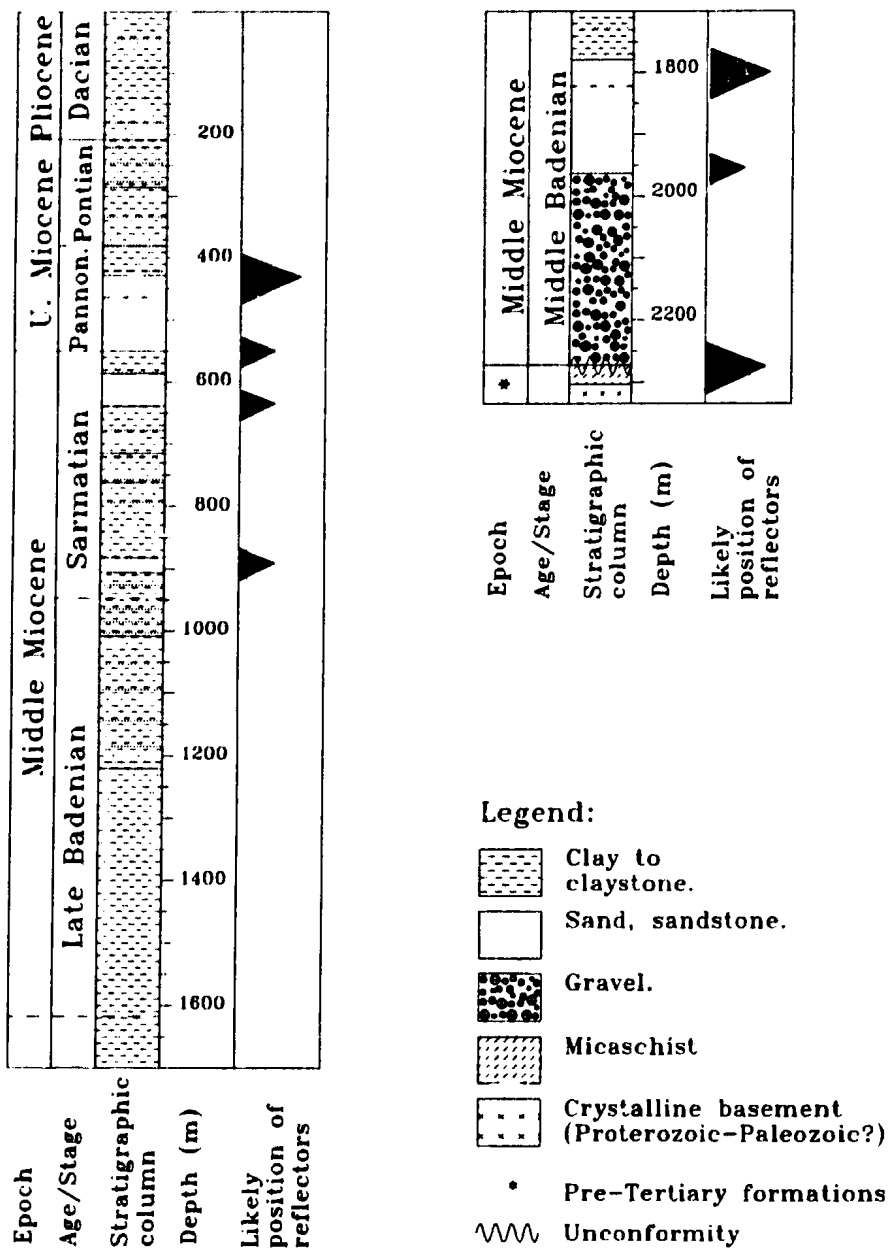 U. Miocene Pliocene
Middle Miocene
Dacian
Pontian
Pannon.
Sarmatian
Late Badenian
200
400
600
800
1000
1200
1400
1600
Epoch
Age/Stage
Stratigraphic
column
Depth (m)
Likely
position of
reflectors
Middle Miocene
*
Middle Badenian
1800
2000
2200
Epoch
Age/Stage
Stratigraphic
column
Depth (m)
Likely
position of
reflectors
Legend:
Clay to
claystone.
Sand, sandstone.
Gravel.
Micaschist
Crystalline basement
(Proterozoic-Paleozoic?)
* Pre-Tertiary formations
Unconformity